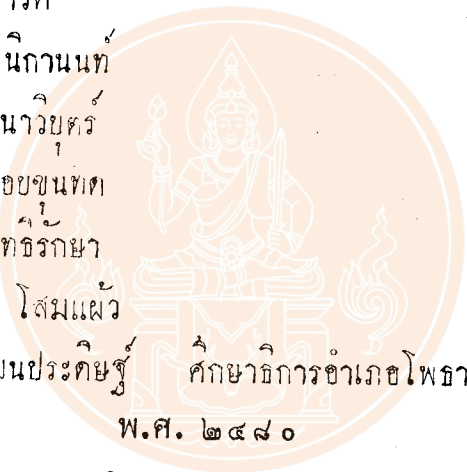 นิกานนท์
นาวิยุตร์
อยขุนทด
ทธิรักษา
โสมแผ้ว
นประดิษฐ์ ศึกษาธิการอำเภอโพธา
พ.ศ. ๒๔๘๐